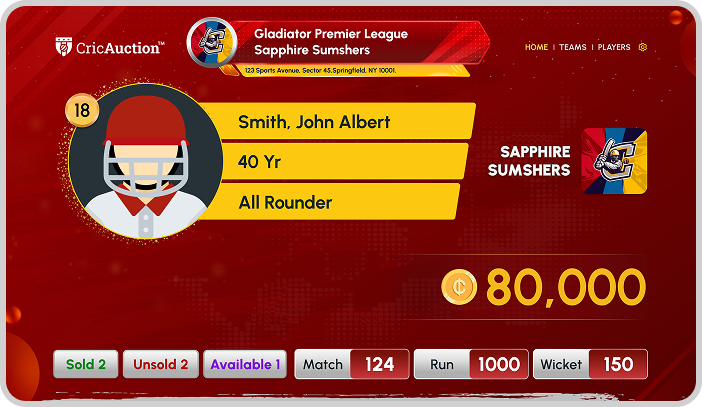 CricAuction™
Gladiator Premier League
Sapphire Sumshers
123 Sports Avenue, Sector 45,Springfield, NY 10001.
HOME | TEAMS | PLAYERS
18
Smith, John Albert
40 Yr
All Rounder
SAPPHIRE
SUMSHERS
80,000
Sold 2
Unsold 2
Available 1
Match 124
Run 1000
Wicket 150